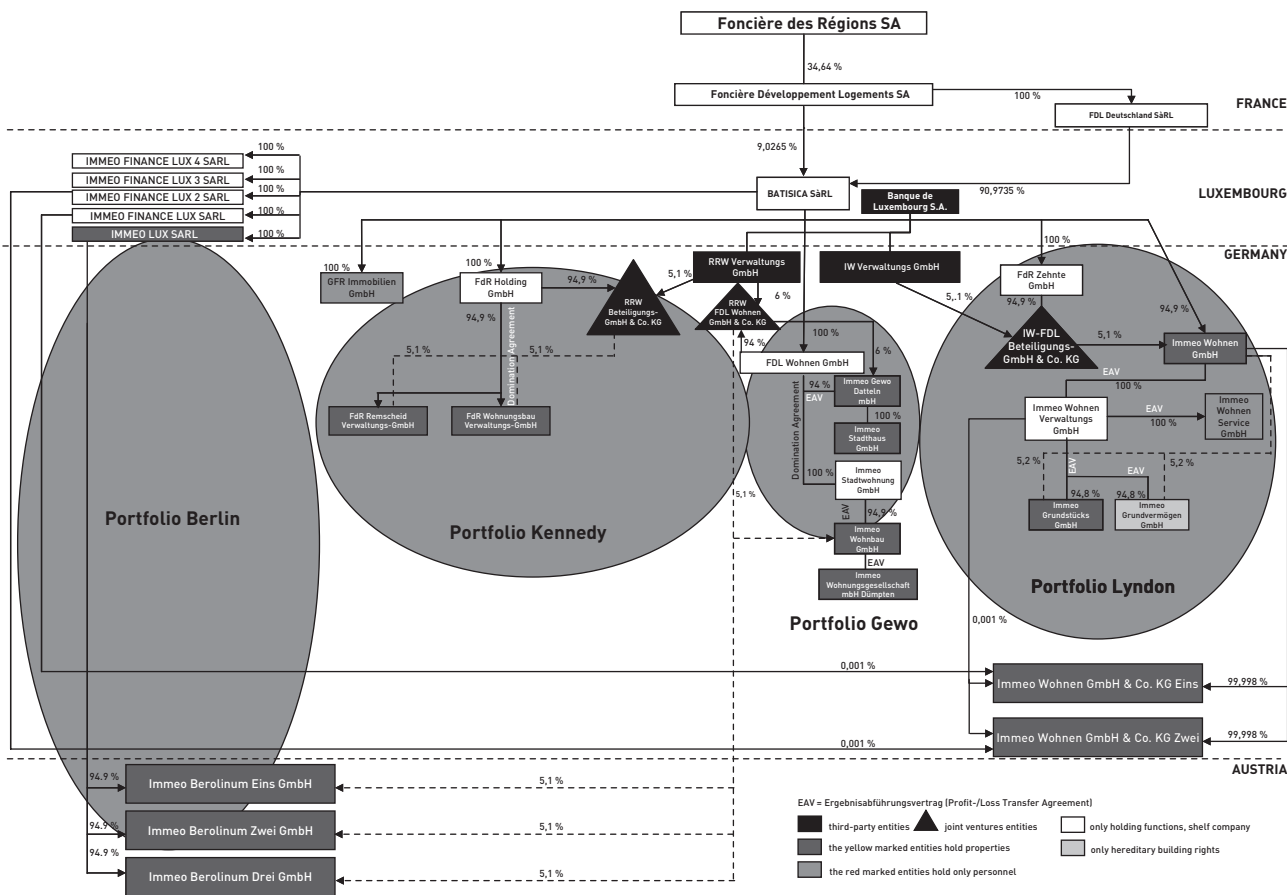 Foncière des Régions SA
34,64 %
Foncière Développement Logements SA
100 %
FDL Deutschland SàRL
FRANCE
9,0265 %
90,9735 %
LUXEMBOURG
IMMEO FINANCE LUX 4 SARL
100 %
IMMEO FINANCE LUX 3 SARL
100 %
IMMEO FINANCE LUX 2 SARL
100 %
IMMEO FINANCE LUX SARL
100 %
IMMEO LUX SARL
100 %
BATISICA SàRL
Banque de
Luxembourg S.A.
GERMANY
100 %
GFR Immobilien
GmbH
100 %
FdR Holding
GmbH
94,9 %
RRW
Beteiligungs-
GmbH & Co. KG
5,1 %
RRW Verwaltungs
GmbH
6 %
RRW
FDL Wohnen
GmbH & Co. KG
IW Verwaltungs GmbH
5,.1 %
100 %
FdR Zehnte
GmbH
94,9 %
94,9 %
IW-FDL
Beteiligungs-
GmbH & Co. KG
5,1 %
Immeo Wohnen
GmbH
94,9 %
Domination Agreement
5,1 %
5,1 %
FdR Remscheid
Verwaltungs-GmbH
FdR Wohnungsbau
Verwaltungs-GmbH
94 %
100 %
FDL Wohnen GmbH
6 %
94 %
EAV
Immeo Gewo
Datteln
mbH
100 %
Immeo
Stadthaus
GmbH
Domination Agreement
100 %
Immeo
Stadtwohnung
GmbH
EAV
94,9 %
Immeo
Wohnbau
GmbH
EAV
Immeo
Wohnungsgesellschaft
mbH Dümpten
5,1 %
EAV
100 %
Immeo Wohnen
Verwaltungs
GmbH
EAV
100 %
Immeo
Wohnen
Service
GmbH
5,2 %
EAV
EAV
5,2 %
94,8 %
94,8 %
Immeo
Grundstücks
GmbH
Immeo
Grundvermögen
GmbH
Portfolio Berlin
Portfolio Kennedy
Portfolio Gewo
Portfolio Lyndon
0,001 %
0,001 %
Immeo Wohnen GmbH & Co. KG Eins
99,998 %
0,001 %
Immeo Wohnen GmbH & Co. KG Zwei
99,998 %
AUSTRIA
94.9 %
Immeo Berolinum Eins GmbH
5,1 %
94.9 %
Immeo Berolinum Zwei GmbH
5,1 %
94.9 %
Immeo Berolinum Drei GmbH
5,1 %
EAV = Ergebnisabführungsvertrag (Profit-/Loss Transfer Agreement)
third-party entities
joint ventures entities
only holding functions, shelf company
the yellow marked entities hold properties
only hereditary building rights
the red marked entities hold only personnel